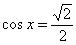 cos x = √2/2